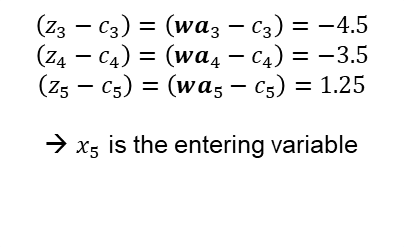 (z₃ − c₃) = (wa₃ − c₃) = −4.5
(z₄ − c₄) = (wa₄ − c₄) = −3.5
(z₅ − c₅) = (wa₅ − c₅) = 1.25
→ x₅ is the entering variable